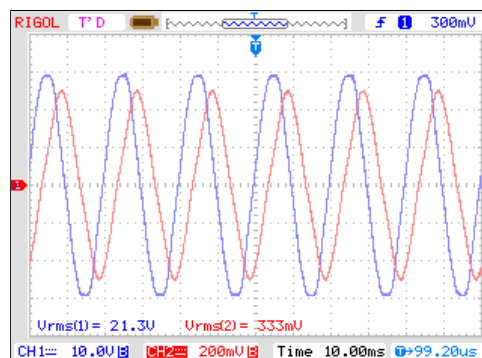 RIGOL T'D T 1 300mV
T
1
Vrms(1)= 21.3V Vrms(2)= 333mV
CH1 10.0V B CH2 200mV B Time 10.00ms T→99.20us